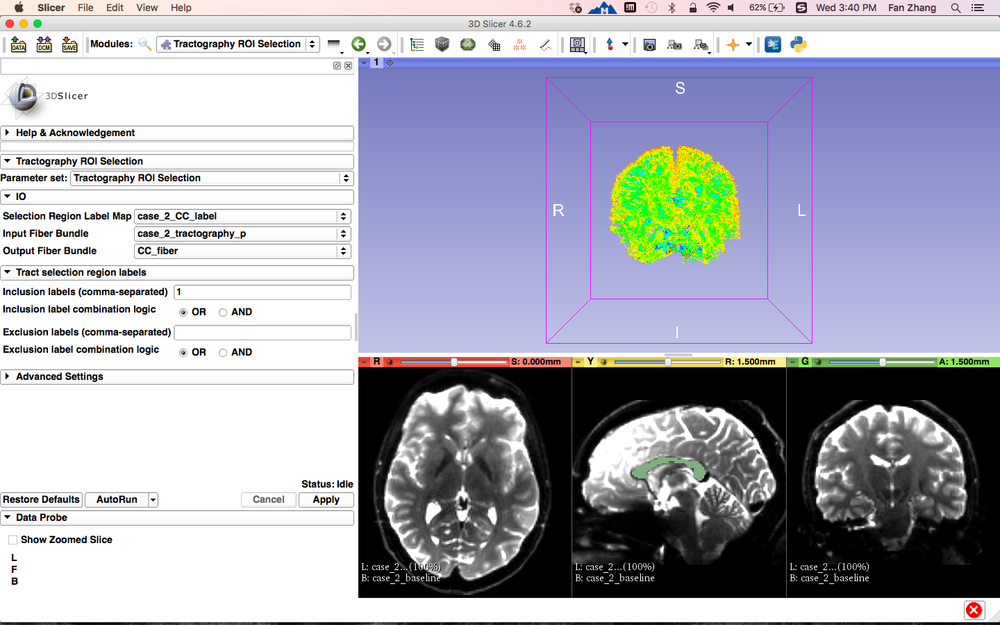 Slicer File Edit View Help 62% Wed 3:40 PM Fan Zhang
3D Slicer 4.6.2
DATA DCM SAVE Modules: Tractography ROI Selection
1
3DSlicer
Help & Acknowledgement
Tractography ROI Selection
Parameter set: Tractography ROI Selection
IO
Selection Region Label Map case_2_CC_label
Input Fiber Bundle case_2_tractography_p
Output Fiber Bundle CC_fiber
Tract selection region labels
Inclusion labels (comma-separated) 1
Inclusion label combination logic OR AND
Exclusion labels (comma-separated)
Exclusion label combination logic OR AND
Advanced Settings
Status: Idle
Restore Defaults AutoRun Cancel Apply
Data Probe
Show Zoomed Slice
L
F
B
S
R
L
I
R S: 0.000mm
Y R: 1.500mm
G A: 1.500mm
L: case_2...(100%)
B: case_2_baseline
L: case_2...(100%)
B: case_2_baseline
L: case_2...(100%)
B: case_2_baseline